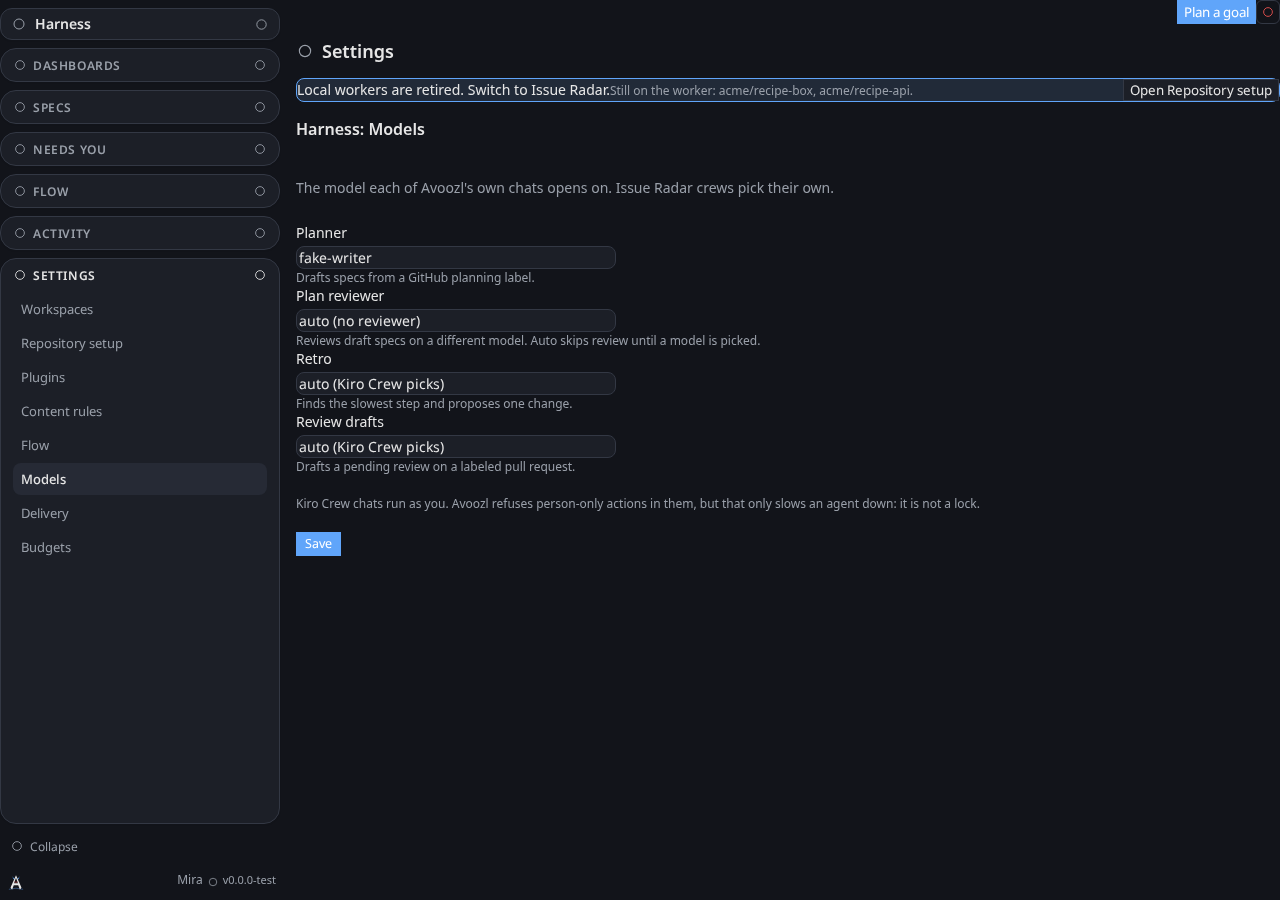 Plan a goal
Harness
DASHBOARDS
SPECS
NEEDS YOU
FLOW
ACTIVITY
SETTINGS
Workspaces
Repository setup
Plugins
Content rules
Flow
Models
Delivery
Budgets
Collapse
A
Mira v0.0.0-test
Settings
Local workers are retired. Switch to Issue Radar.Still on the worker: acme/recipe-box, acme/recipe-api.
Open Repository setup
Harness: Models
The model each of Avoozl's own chats opens on. Issue Radar crews pick their own.
Planner
fake-writer
Drafts specs from a GitHub planning label.
Plan reviewer
auto (no reviewer)
Reviews draft specs on a different model. Auto skips review until a model is picked.
Retro
auto (Kiro Crew picks)
Finds the slowest step and proposes one change.
Review drafts
auto (Kiro Crew picks)
Drafts a pending review on a labeled pull request.
Kiro Crew chats run as you. Avoozl refuses person-only actions in them, but that only slows an agent down: it is not a lock.
Save